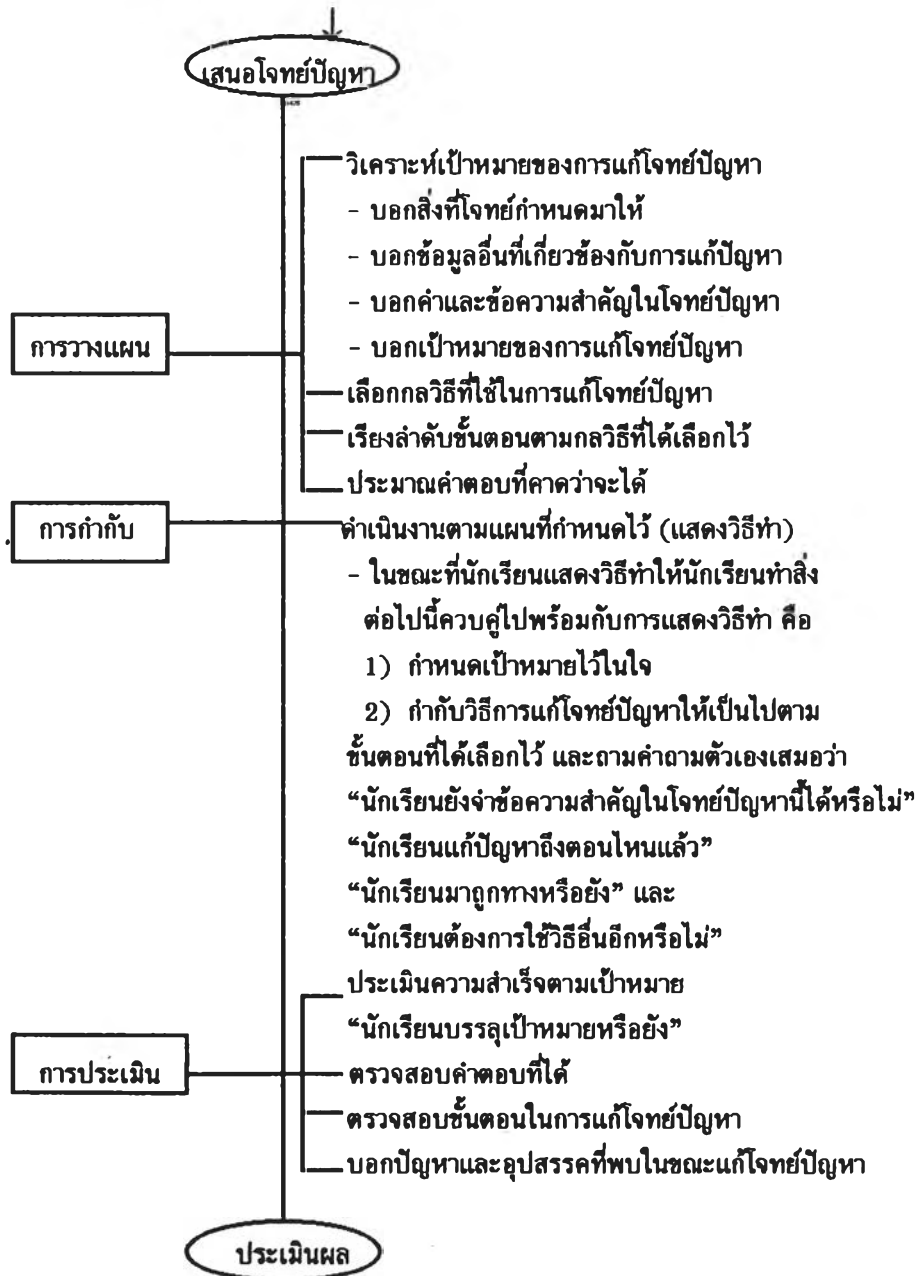 เสนอโจทย์ปัญหา
วิเคราะห์เป้าหมายของการแก้โจทย์ปัญหา
- บอกสิ่งที่โจทย์กำหนดมาให้
- บอกข้อมูลอื่นที่เกี่ยวข้องกับการแก้ปัญหา
- บอกคำและข้อความสำคัญในโจทย์ปัญหา
การวางแผน
- บอกเป้าหมายของการแก้โจทย์ปัญหา
เลือกกลวิธีที่ใช้ในการแก้โจทย์ปัญหา
เรียงลำดับขั้นตอนตามกลวิธีที่ได้เลือกไว้
ประมาณคำตอบที่คาดว่าจะได้
การกำกับ
ดำเนินงานตามแผนที่กำหนดไว้ (แสดงวิธีทำ)
- ในขณะที่นักเรียนแสดงวิธีทำให้นักเรียนทำสิ่ง
ต่อไปนี้ควบคู่ไปพร้อมกับการแสดงวิธีทำ คือ
1) กำหนดเป้าหมายไว้ในใจ
2) กำกับวิธีการแก้โจทย์ปัญหาให้เป็นไปตาม
ขั้นตอนที่ได้เลือกไว้ และถามคำถามตัวเองเสมอว่า
“นักเรียนยังจำข้อความสำคัญในโจทย์ปัญหานี้ได้หรือไม่”
“นักเรียนแก้ปัญหาถึงตอนไหนแล้ว”
“นักเรียนมาถูกทางหรือยัง” และ
“นักเรียนต้องการใช้วิธีอื่นอีกหรือไม่”
ประเมินความสำเร็จตามเป้าหมาย
“นักเรียนบรรลุเป้าหมายหรือยัง”
การประเมิน
ตรวจสอบคำตอบที่ได้
ตรวจสอบขั้นตอนในการแก้โจทย์ปัญหา
บอกปัญหาและอุปสรรคที่พบในขณะแก้โจทย์ปัญหา
ประเมินผล